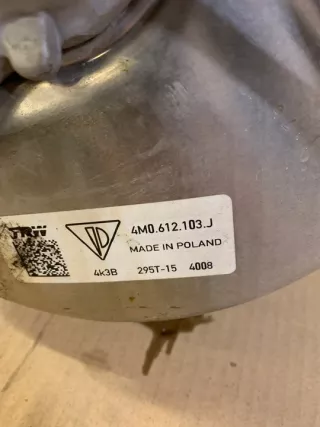 TRW
4M0.612.103.J
MADE IN POLAND
4k3B 295T-15 4008